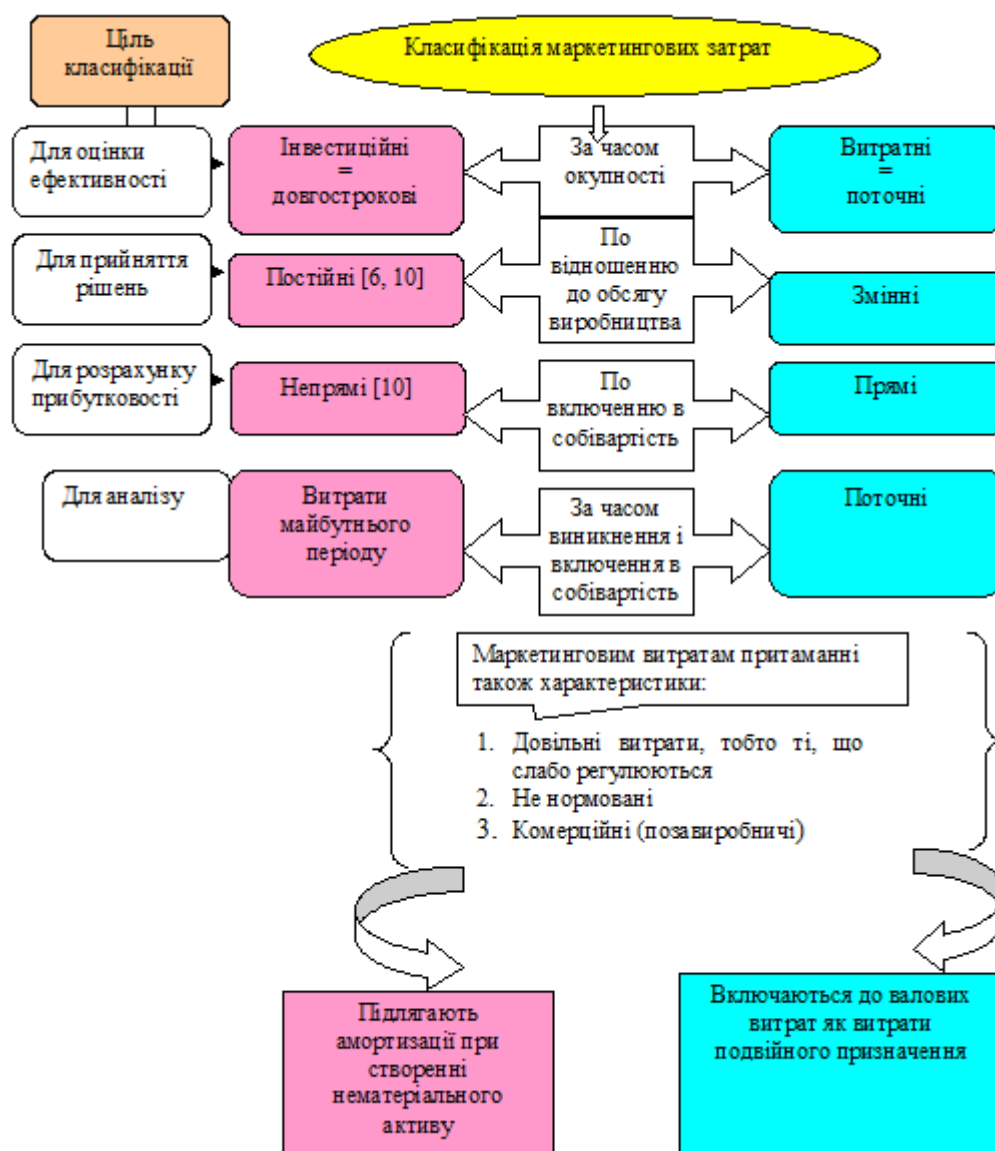 Ціль
класифікації
Класифікація маркетингових затрат
Для оцінки
ефективності
Інвестиційні
=
довгострокові
За часом
окупності
Витратні
=
поточні
Для прийняття
рішень
Постійні [6, 10]
По
відношенню
до обсягу
виробництва
Змінні
Для розрахунку
прибутковості
Непрямі [10]
По
включенню в
собівартість
Прямі
Для аналізу
Витрати
майбутнього
періоду
За часом
виникнення і
включення в
собівартість
Поточні
Маркетинговим витратам притаманні
також характеристики:
1. Довільні витрати, тобто ті, що
слабо регулюються
2. Не нормовані
3. Комерційні (позавиробничі)
Підлягають
амортизації при
створенні
нематеріального
активу
Включаються до валових
витрат як витрати
подвійного призначення